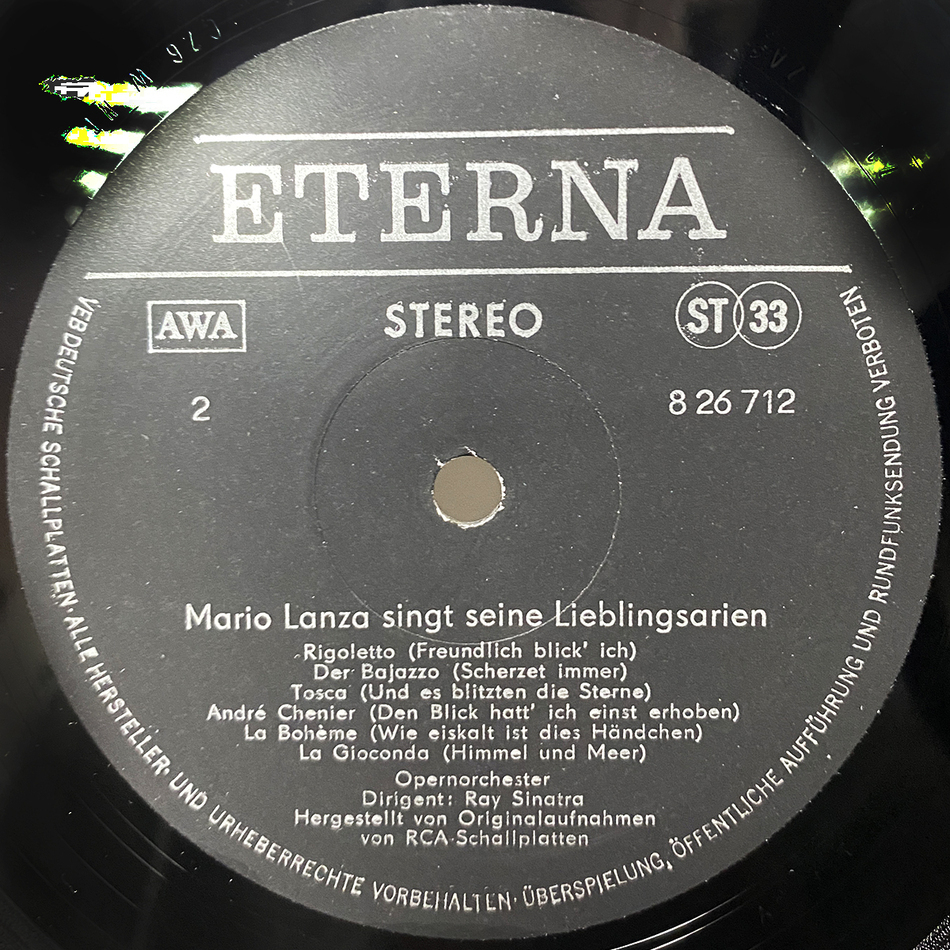 ETERNA
AWA
STEREO
ST 33
2
8 26 712
Mario Lanza singt seine Lieblingsarien
Rigoletto (Freundlich blick' ich)
Der Bajazzo (Scherzet immer)
Tosca (Und es blitzten die Sterne)
André Chenier (Den Blick hatt' ich einst erhoben)
La Bohème (Wie eiskalt ist dies Händchen)
La Gioconda (Himmel und Meer)
Opernorchester
Dirigent: Ray Sinatra
Hergestellt von Originalaufnahmen
von RCA-Schallplatten
VEB DEUTSCHE SCHALLPLATTEN · ALLE HERSTELLER- UND URHEBERRECHTE VORBEHALTEN · ÜBERSPIELUNG, ÖFFENTLICHE AUFFÜHRUNG UND RUNDFUNKSENDUNG VERBOTEN